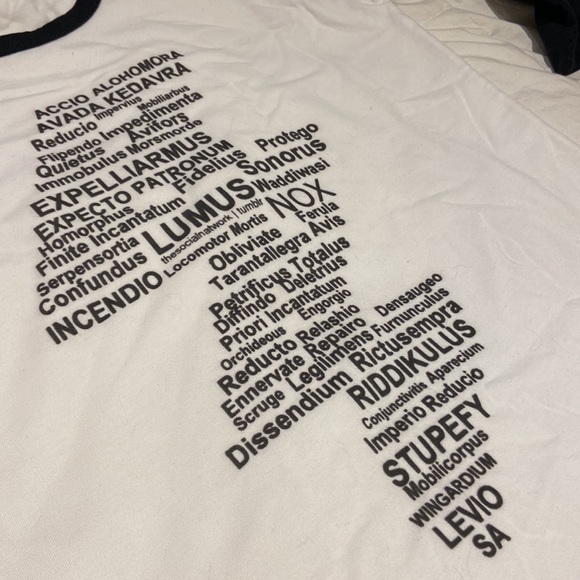 ACCIO ALOHOMORA
AVADA KEDAVRA
Reducio Impervius Mobiliarbus
Flipendo Impedimenta
Quietus Avifors
Immobulus Morsmorde
EXPELLIARMUS
EXPECTO PATRONUM
Homorphus Fidelius Protego
Finite Incantatum Sonorus
Serpensortia LUMUS Waddiwasi
Confundus thesocialnatwork | tumblr NOX
INCENDIO Locomotor Mortis Ferula
Obliviate Avis
Tarantallegra
Petrificus Totalus
Diffindo Deletrius
Priori Incantatum
Orchideous Engorgio
Reducto Relashio Densaugeo
Ennervate Repairo Furnunculus
Scruge Legilimens Rictusempra
Dissendium RIDDIKULUS
Conjunctivitis Aparecium
Imperio Reducio
STUPEFY
Mobilicorpus
WINGARDIUM
LEVIO
SA